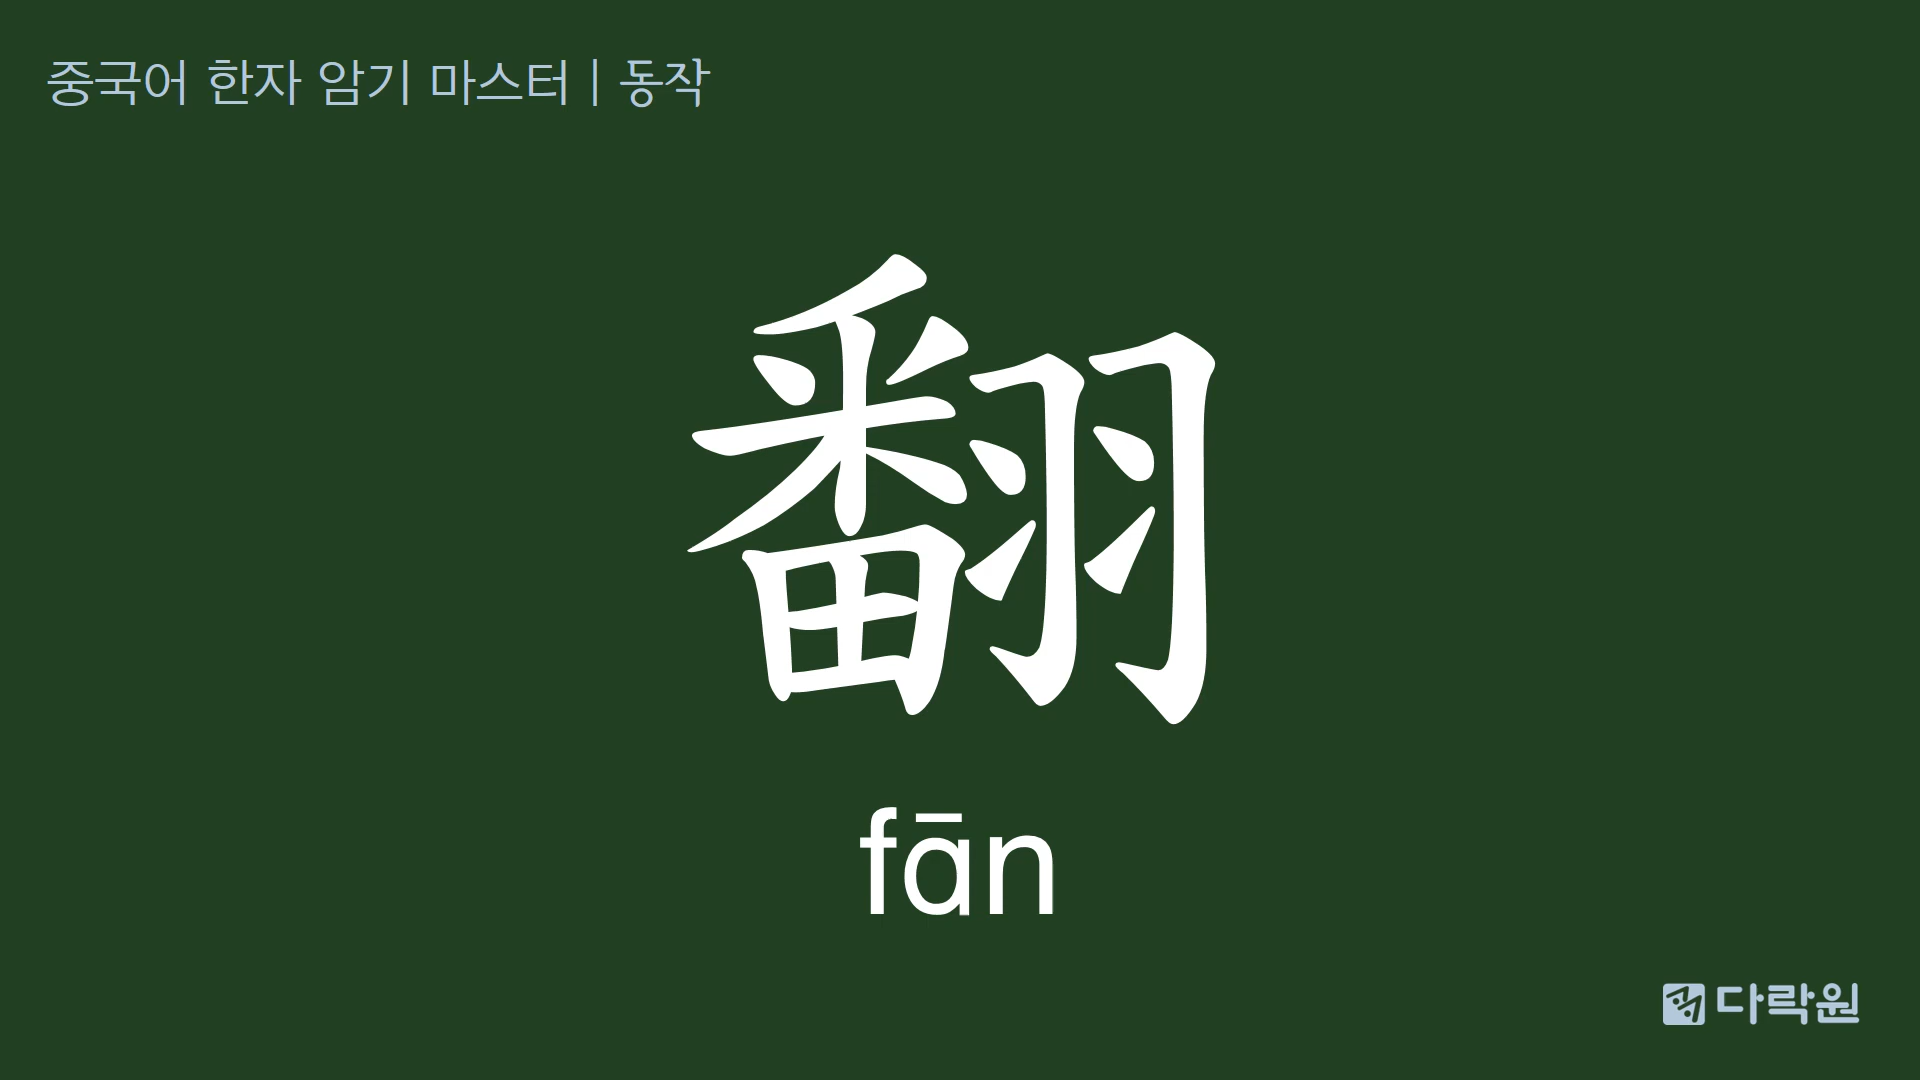 중국어 한자 암기 마스터 | 동작
翻
fān
다락원